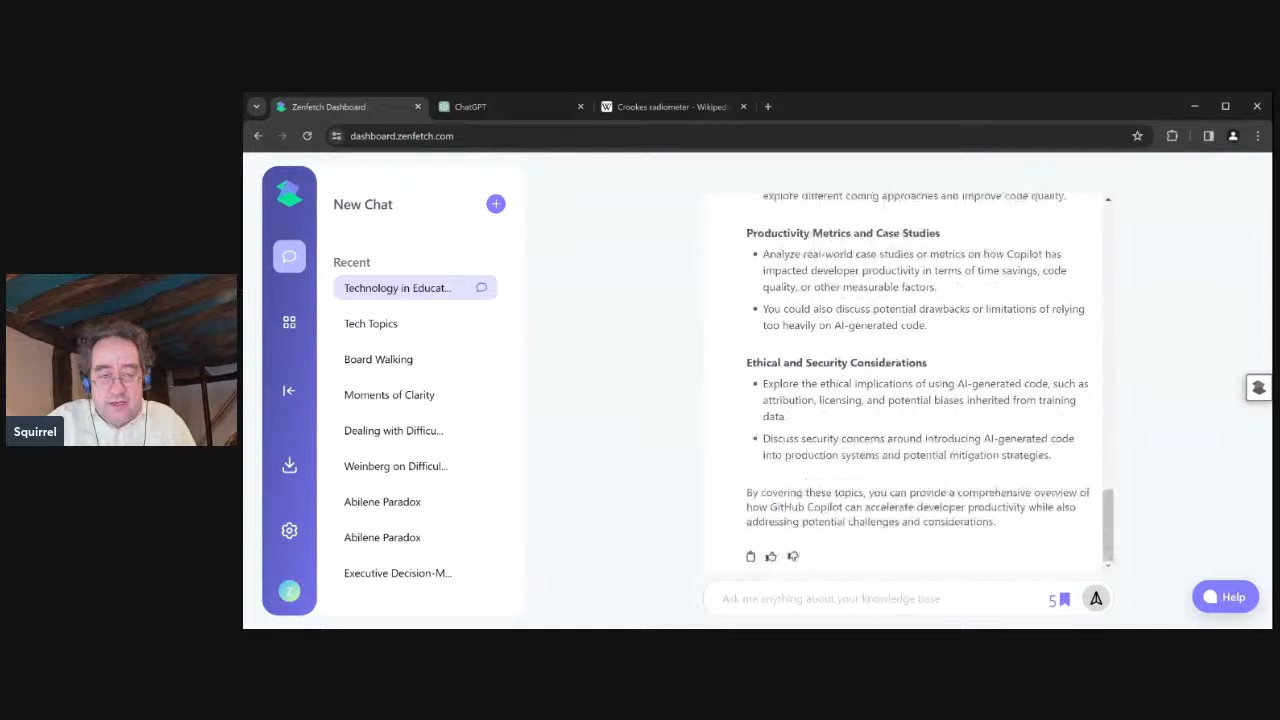 Zenfetch Dashboard
ChatGPT
Crookes radiometer - Wikiped
dashboard.zenfetch.com
New Chat
Recent
Technology in Educat...
Tech Topics
Board Walking
Moments of Clarity
Dealing with Difficu...
Weinberg on Difficul...
Abilene Paradox
Abilene Paradox
Executive Decision-M...
Z
explore different coding approaches and improve code quality.
Productivity Metrics and Case Studies
• Analyze real-world case studies or metrics on how Copilot has
impacted developer productivity in terms of time savings, code
quality, or other measurable factors.
• You could also discuss potential drawbacks or limitations of relying
too heavily on AI-generated code.
Ethical and Security Considerations
• Explore the ethical implications of using AI-generated code, such as
attribution, licensing, and potential biases inherited from training
data.
• Discuss security concerns around introducing AI-generated code
into production systems and potential mitigation strategies.
By covering these topics, you can provide a comprehensive overview of
how GitHub Copilot can accelerate developer productivity while also
addressing potential challenges and considerations.
Ask me anything about your knowledge base
5
Help
Squirrel